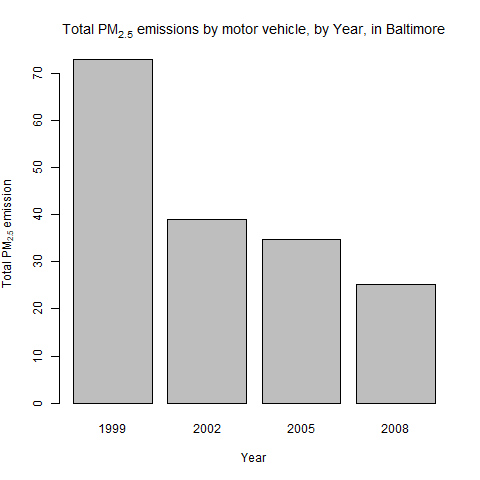 Total PM2.5 emissions by motor vehicle, by Year, in Baltimore
Total PM2.5 emission
70
60
50
40
30
20
10
0
1999 2002 2005 2008
Year